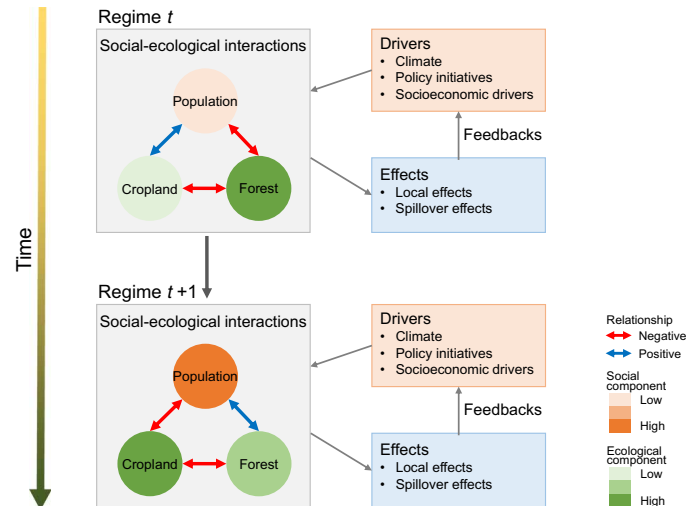 Regime t
Social-ecological interactions
Population
Cropland
Forest
Drivers
• Climate
• Policy initiatives
• Socioeconomic drivers
Feedbacks
Effects
• Local effects
• Spillover effects
Time
Regime t +1
Social-ecological interactions
Population
Cropland
Forest
Drivers
• Climate
• Policy initiatives
• Socioeconomic drivers
Feedbacks
Effects
• Local effects
• Spillover effects
Relationship
Negative
Positive
Social
component
Low
High
Ecological
component
Low
High